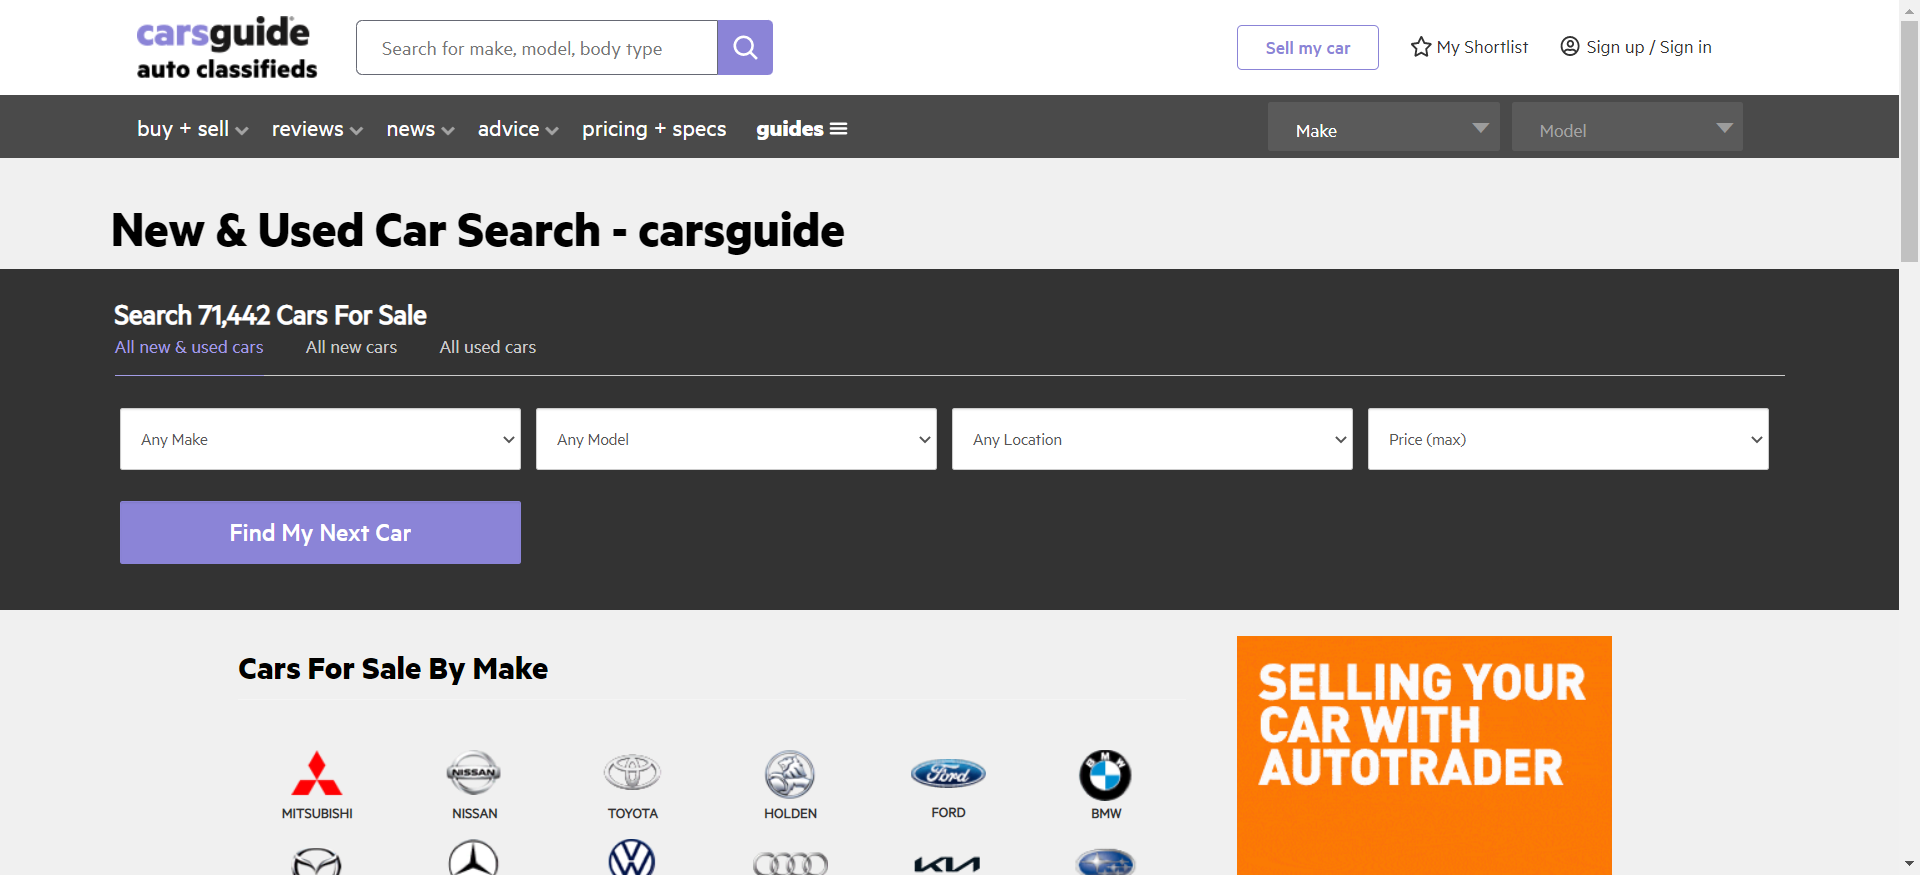 carsguide
auto classifieds
Search for make, model, body type
Sell my car
My Shortlist
Sign up / Sign in
buy + sell
reviews
news
advice
pricing + specs
guides
Make
Model
New & Used Car Search - carsguide
Search 71,442 Cars For Sale
All new & used cars
All new cars
All used cars
Any Make
Any Model
Any Location
Price (max)
Find My Next Car
Cars For Sale By Make
NISSAN
Ford
BMW
MITSUBISHI
NISSAN
TOYOTA
HOLDEN
FORD
BMW
KIA
SELLING YOUR
CAR WITH
AUTOTRADER